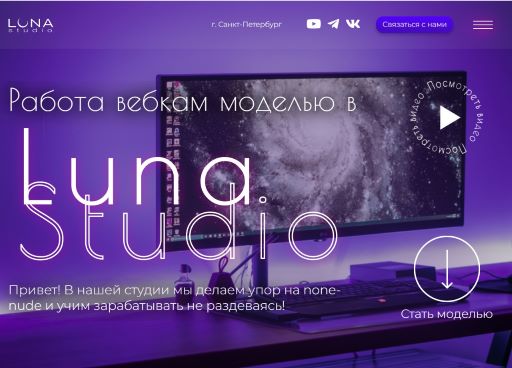 LUNA
studio
г. Санкт-Петербург
Связаться с нами
Работа вебкам моделью в
Luna
Studio
Посмотреть видео Посмотреть видео
Привет! В нашей студии мы делаем упор на none-
nude и учим зарабатывать не раздеваясь!
Стать моделью